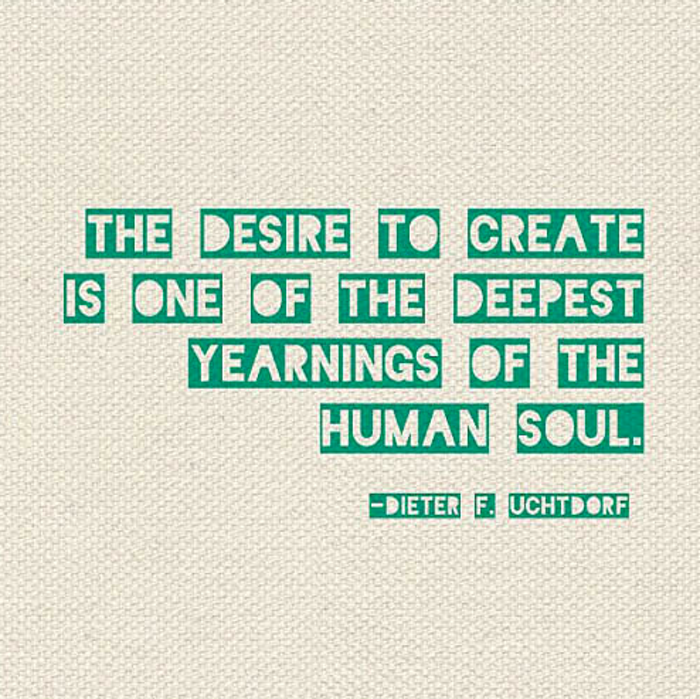 THE DESIRE TO CREATE
IS ONE OF THE DEEPEST
YEARNINGS OF THE
HUMAN SOUL.
-DIETER F. UCHTDORF